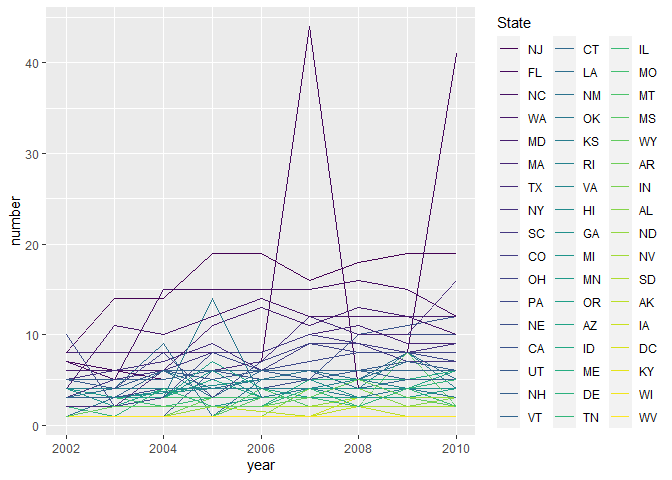 State
NJ CT IL
FL LA MO
NC NM MT
WA OK MS
MD KS WY
MA RI AR
TX VA IN
NY HI AL
SC GA ND
CO MI NV
OH MN SD
PA OR AK
NE AZ IA
CA ID DC
UT ME KY
NH DE WI
VT TN WV
number
40
30
20
10
0
2002 2004 2006 2008 2010
year